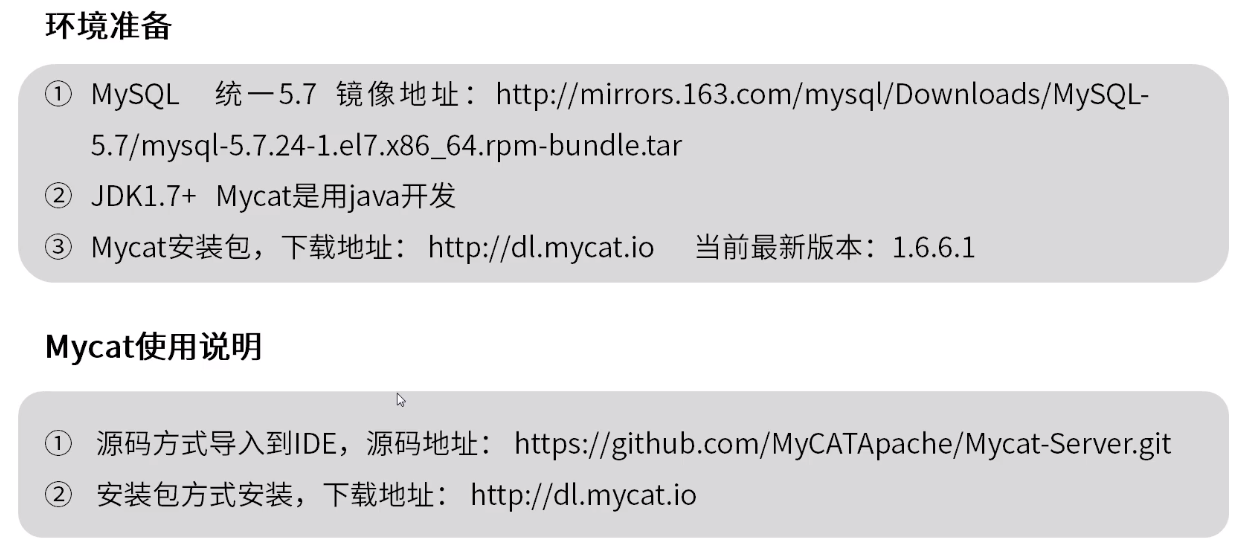 环境准备
① MySQL 统一5.7 镜像地址：http://mirrors.163.com/mysql/Downloads/MySQL-
5.7/mysql-5.7.24-1.el7.x86_64.rpm-bundle.tar
② JDK1.7+ Mycat是用java开发
③ Mycat安装包，下载地址： http://dl.mycat.io 当前最新版本：1.6.6.1
Mycat使用说明
① 源码方式导入到IDE，源码地址： https://github.com/MyCATApache/Mycat-Server.git
② 安装包方式安装，下载地址： http://dl.mycat.io